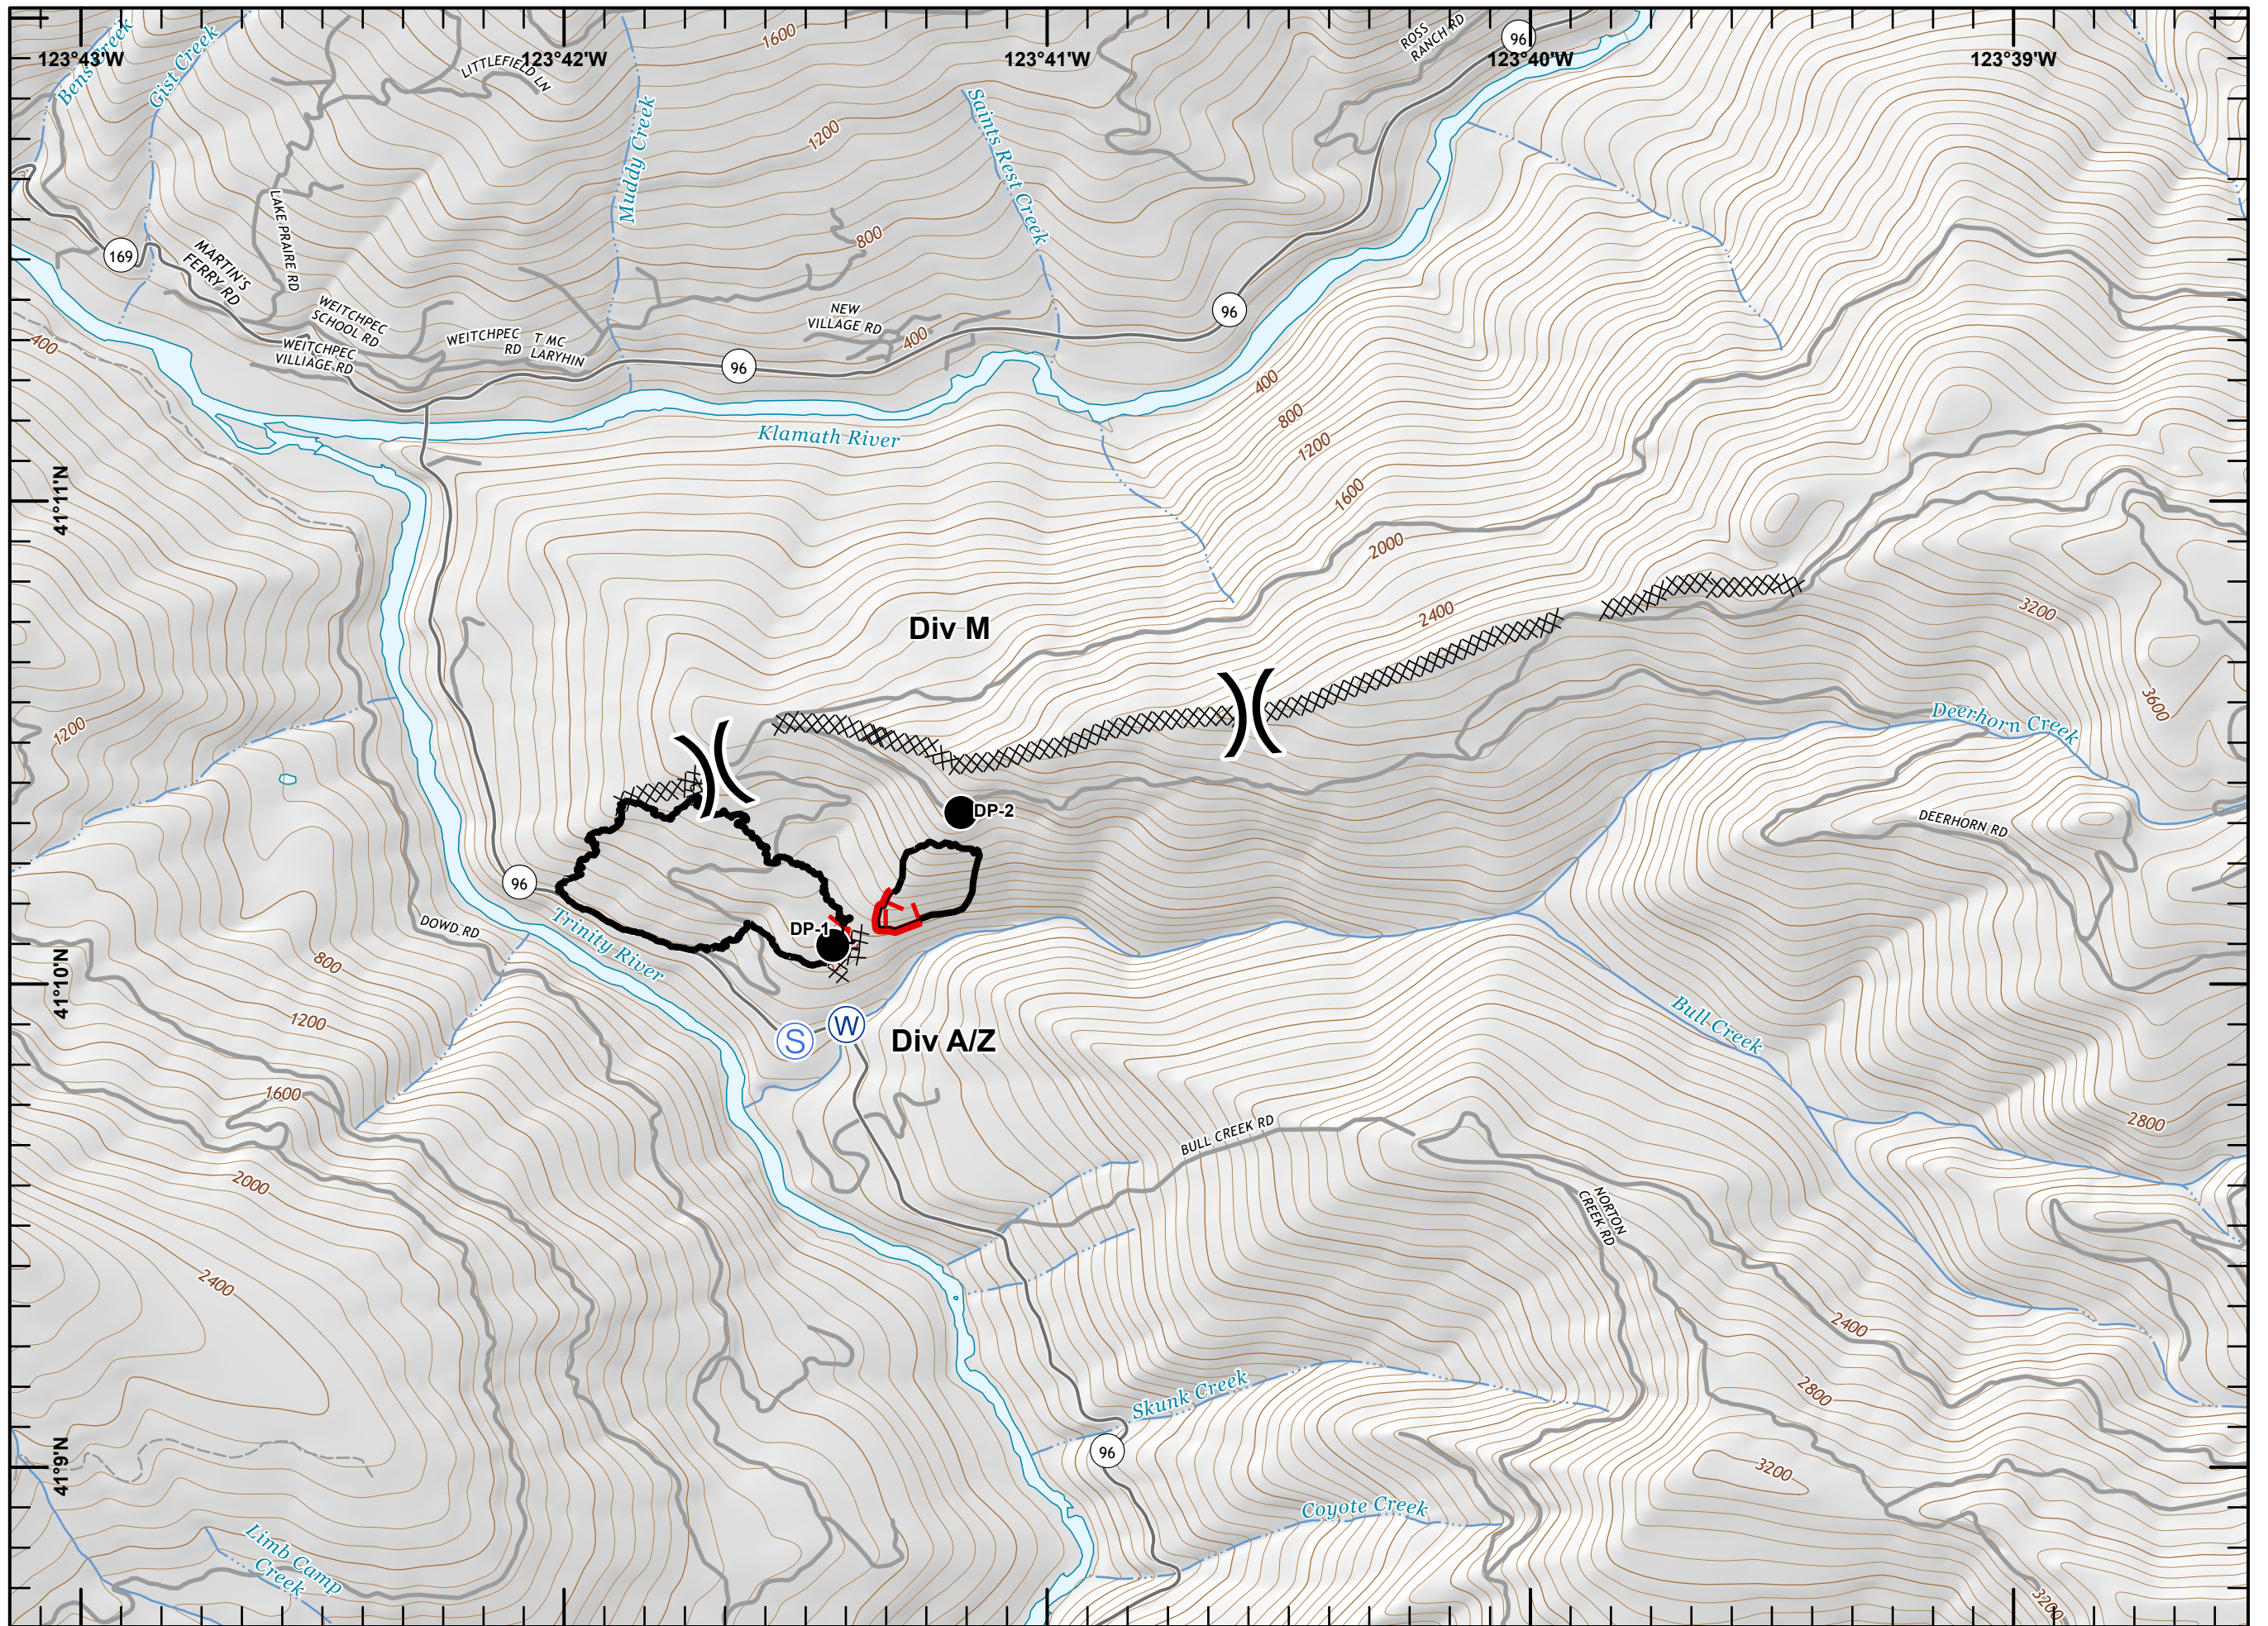 1600
96
ROSS
RANCH RD
123°43'W
123°42'W
123°41'W
123°40'W
123°39'W
Bens Creek
Gist Creek
LITTLEFIELD LN
Muddy Creek
Saints Rest Creek
1200
LAKE PRAIRE RD
800
169
MARTIN'S
FERRY RD
WEITCHPEC
SCHOOL RD
WEITCHPEC
VILLIAGE RD
WEITCHPEC
RD
T MC
LARYHIN
NEW
VILLAGE RD
400
96
96
400
400
800
1200
1600
2000
2400
Klamath River
41°11'N
Div M
3200
3600
1200
Deerhorn Creek
DP-2
DEERHORN RD
96
DOWD RD
Trinity River
DP-1
800
41°10'N
1200
1600
S
W
Div A/Z
Bull Creek
2800
BULL CREEK RD
2000
NORTON
CREEK RD
2400
2400
Skunk Creek
2800
96
41°9'N
3200
Coyote Creek
Limb Camp
Creek
3200